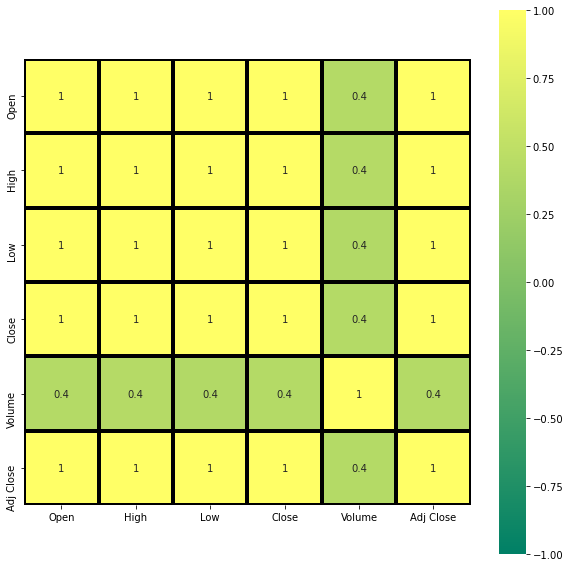 Open 1 1 1 1 0.4 1
High 1 1 1 1 0.4 1
Low 1 1 1 1 0.4 1
Close 1 1 1 1 0.4 1
Volume 0.4 0.4 0.4 0.4 1 0.4
Adj Close 1 1 1 1 0.4 1
Open High Low Close Volume Adj Close
1.00
0.75
0.50
0.25
0.00
−0.25
−0.50
−0.75
−1.00